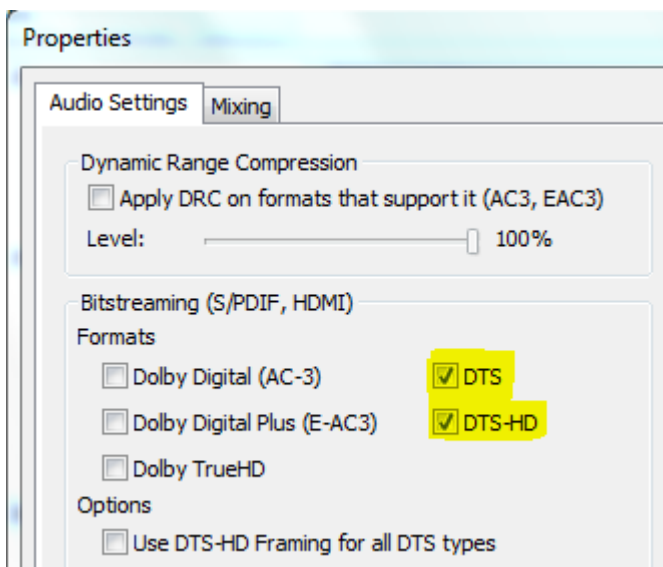 Properties
Audio Settings Mixing
Dynamic Range Compression
Apply DRC on formats that support it (AC3, EAC3)
Level: 100%
Bitstreaming (S/PDIF, HDMI)
Formats
Dolby Digital (AC-3) DTS
Dolby Digital Plus (E-AC3) DTS-HD
Dolby TrueHD
Options
Use DTS-HD Framing for all DTS types